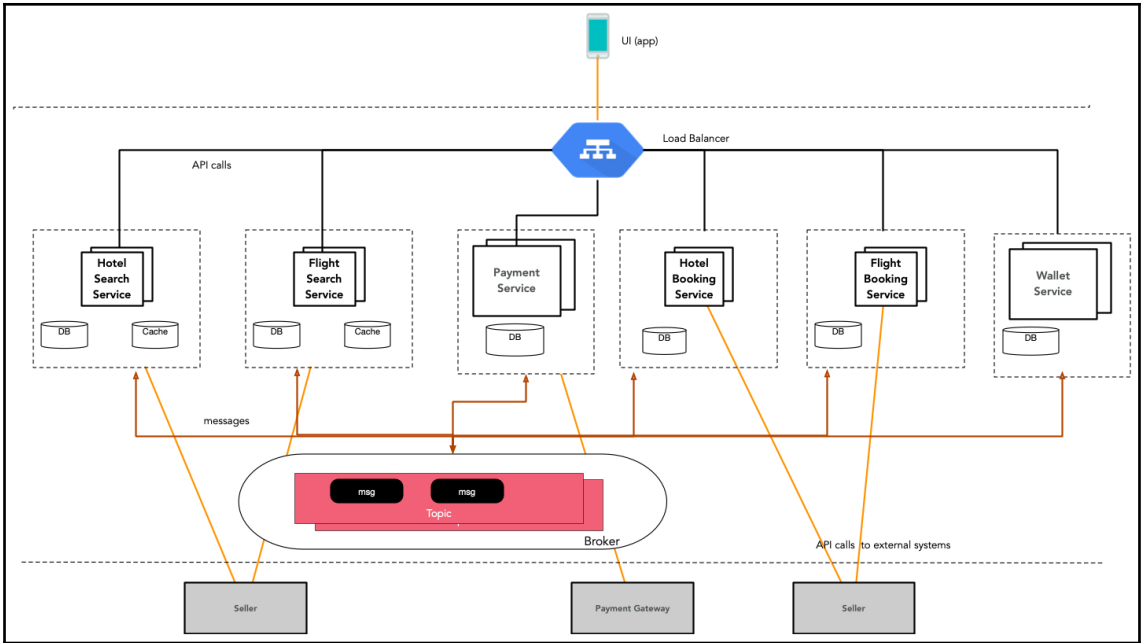 UI (app)
Load Balancer
API calls
Hotel
Search
Service
DB
Cache
Flight
Search
Service
DB
Cache
Payment
Service
DB
Hotel
Booking
Service
DB
Flight
Booking
Service
DB
Wallet
Service
DB
messages
msg
msg
Topic
Broker
API calls to external systems
Seller
Payment Gateway
Seller